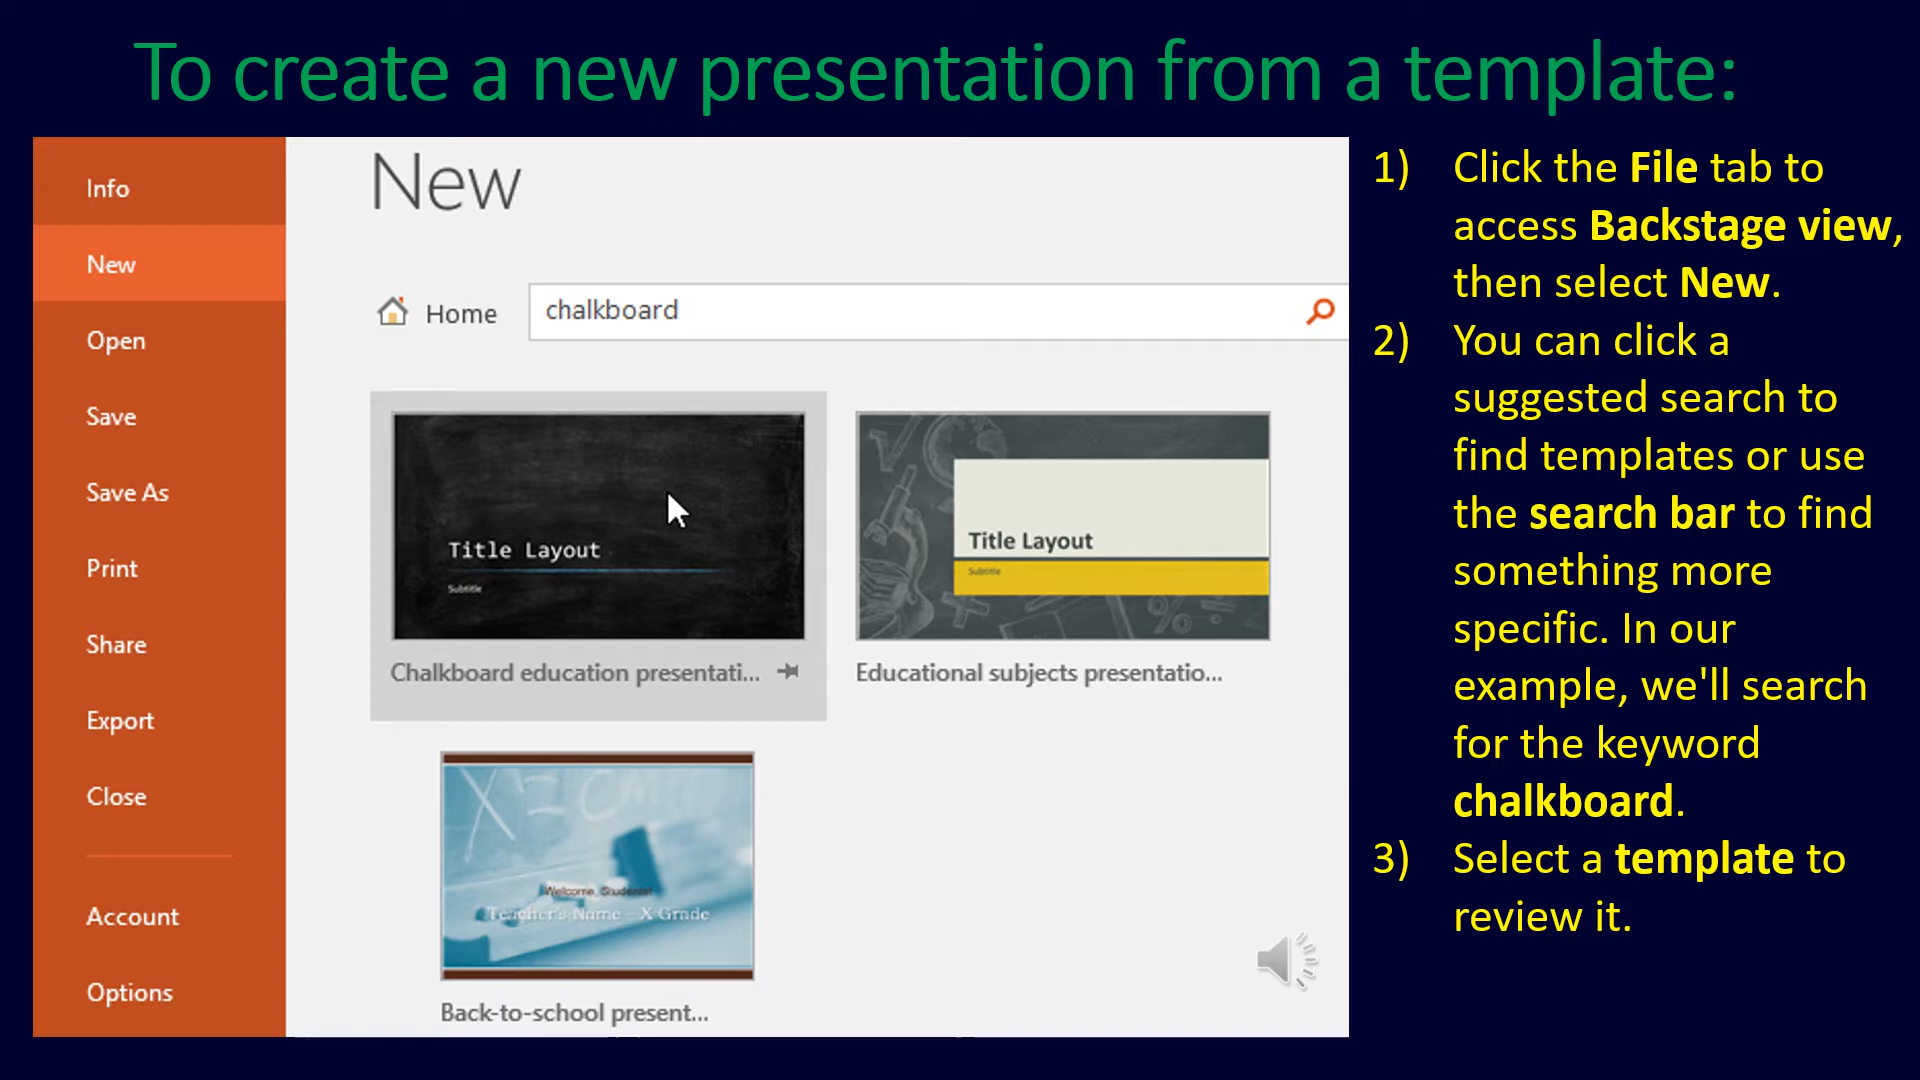 To create a new presentation from a template:
Info
New
Open
Save
Save As
Print
Share
Export
Close
Account
Options
New
Home
chalkboard
Title Layout
Subtitle
Chalkboard education presentati...
Title Layout
Subtitle
Educational subjects presentatio...
X=CM
Welcome, Students!
Teacher's Name – X Grade
Back-to-school present...
1) Click the File tab to
access Backstage view,
then select New.
2) You can click a
suggested search to
find templates or use
the search bar to find
something more
specific. In our
example, we'll search
for the keyword
chalkboard.
3) Select a template to
review it.